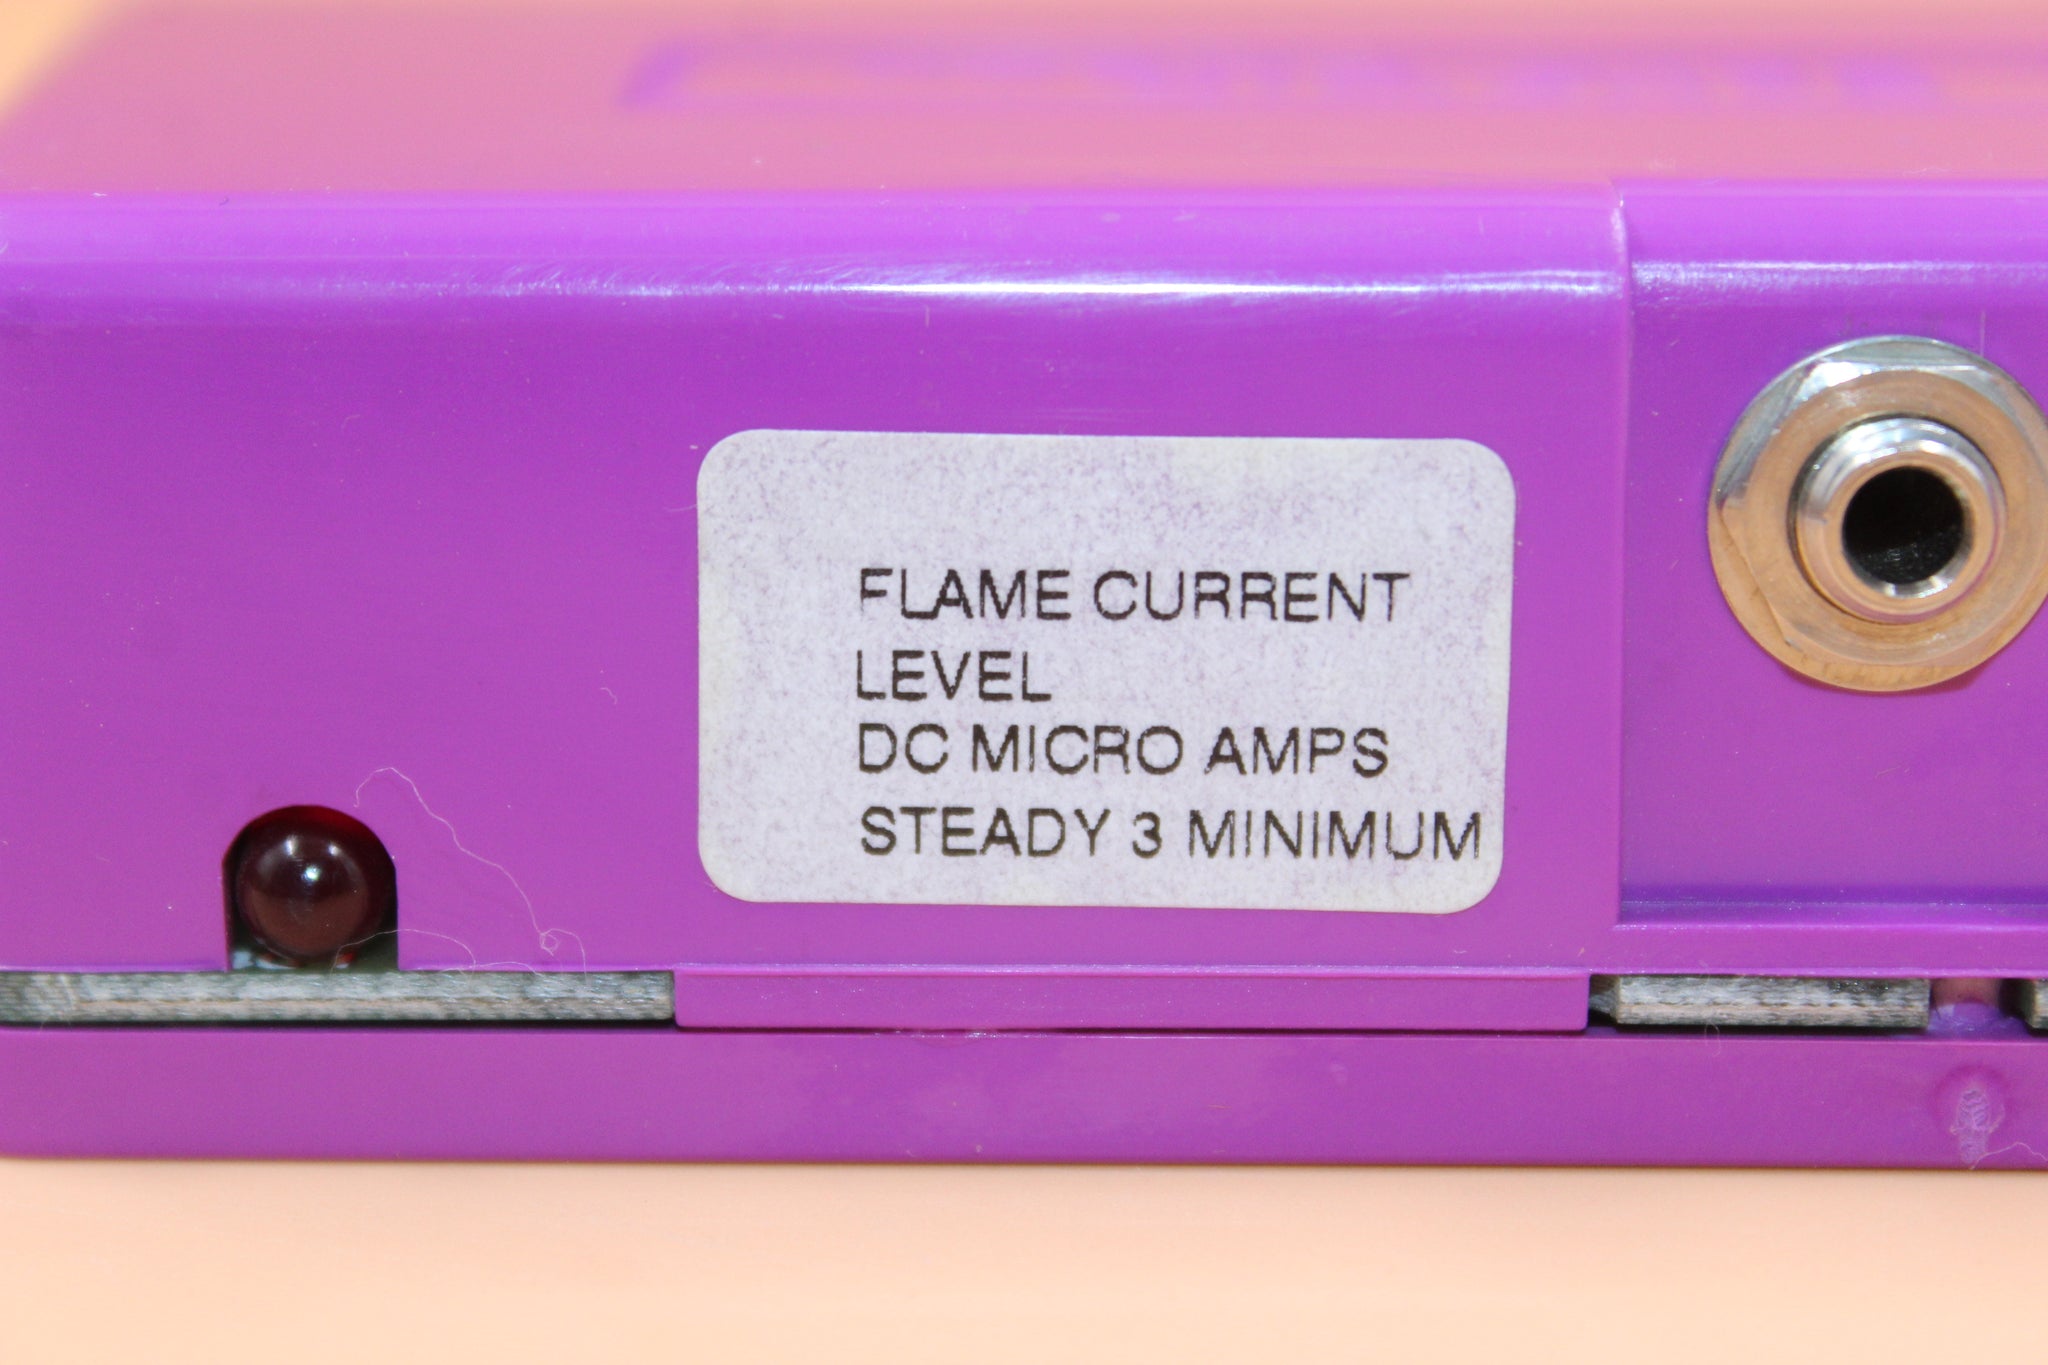 FLAME CURRENT
LEVEL
DC MICRO AMPS
STEADY 3 MINIMUM